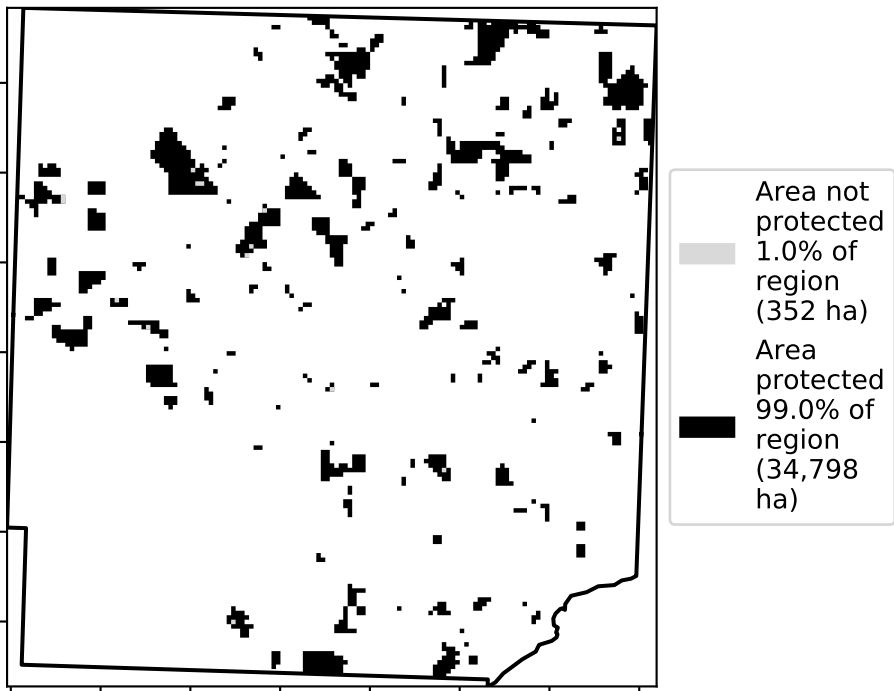 Area not
protected
1.0% of
region
(352 ha)
Area
protected
99.0% of
region
(34,798
ha)